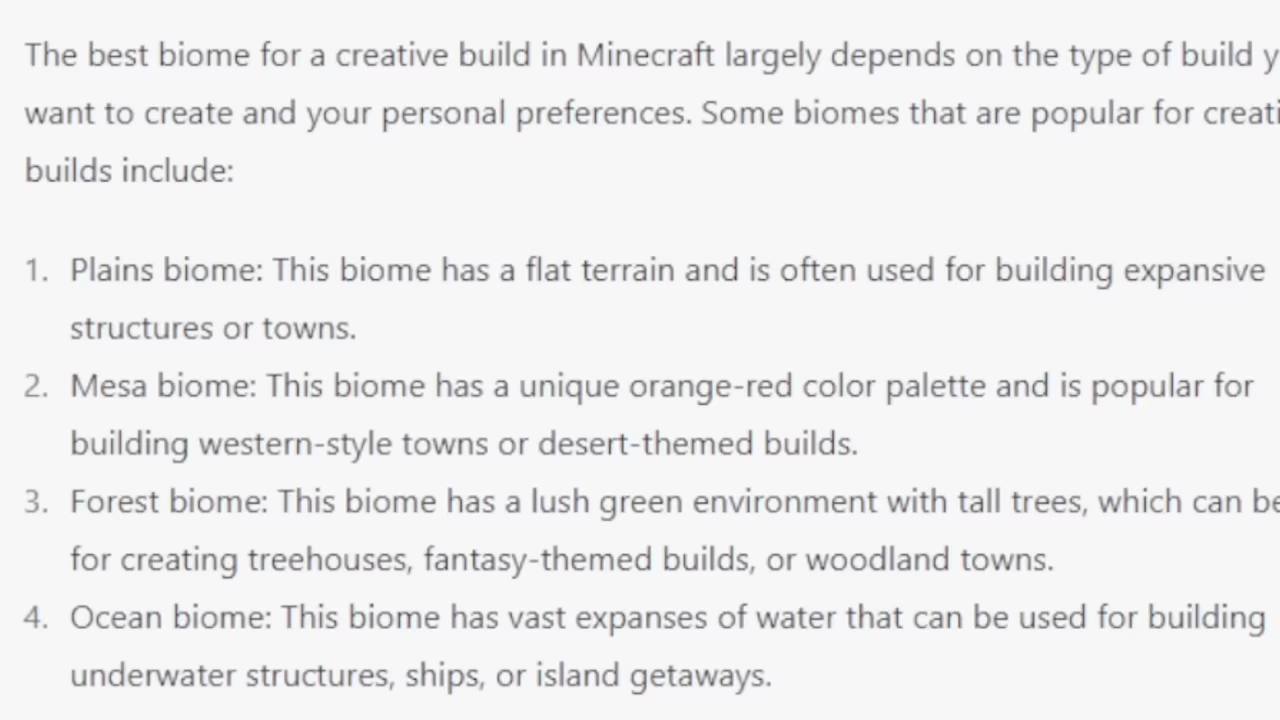 The best biome for a creative build in Minecraft largely depends on the type of build y
want to create and your personal preferences. Some biomes that are popular for creati
builds include:
1. Plains biome: This biome has a flat terrain and is often used for building expansive
structures or towns.
2. Mesa biome: This biome has a unique orange-red color palette and is popular for
building western-style towns or desert-themed builds.
3. Forest biome: This biome has a lush green environment with tall trees, which can be
for creating treehouses, fantasy-themed builds, or woodland towns.
4. Ocean biome: This biome has vast expanses of water that can be used for building
underwater structures, ships, or island getaways.